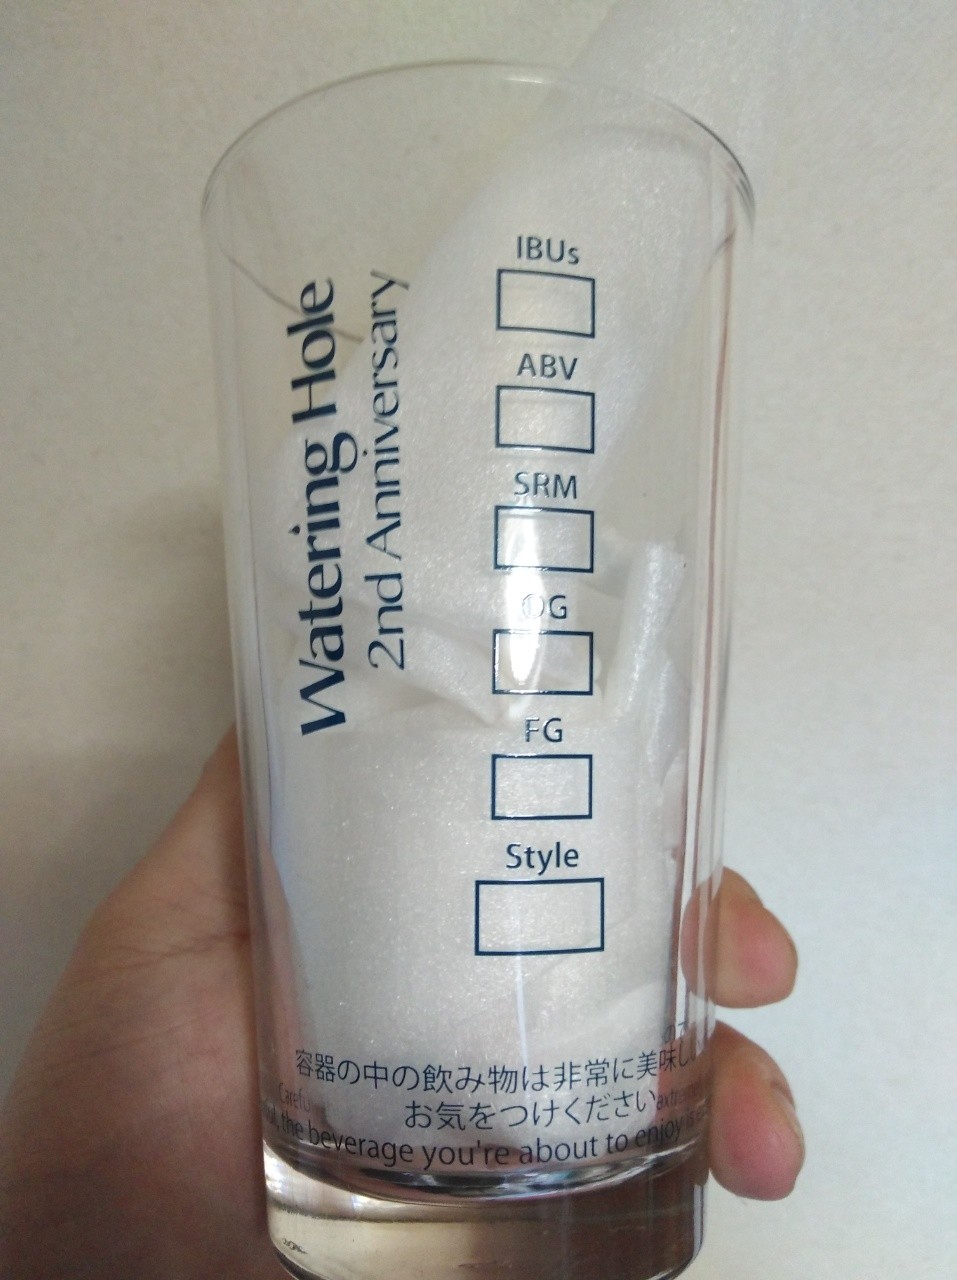 Watering Hole
2nd Anniversary
IBUs
ABV
SRM
OG
FG
Style
容器の中の飲み物は非常に美味し
お気をつけください
the beverage you're about to enjoy is